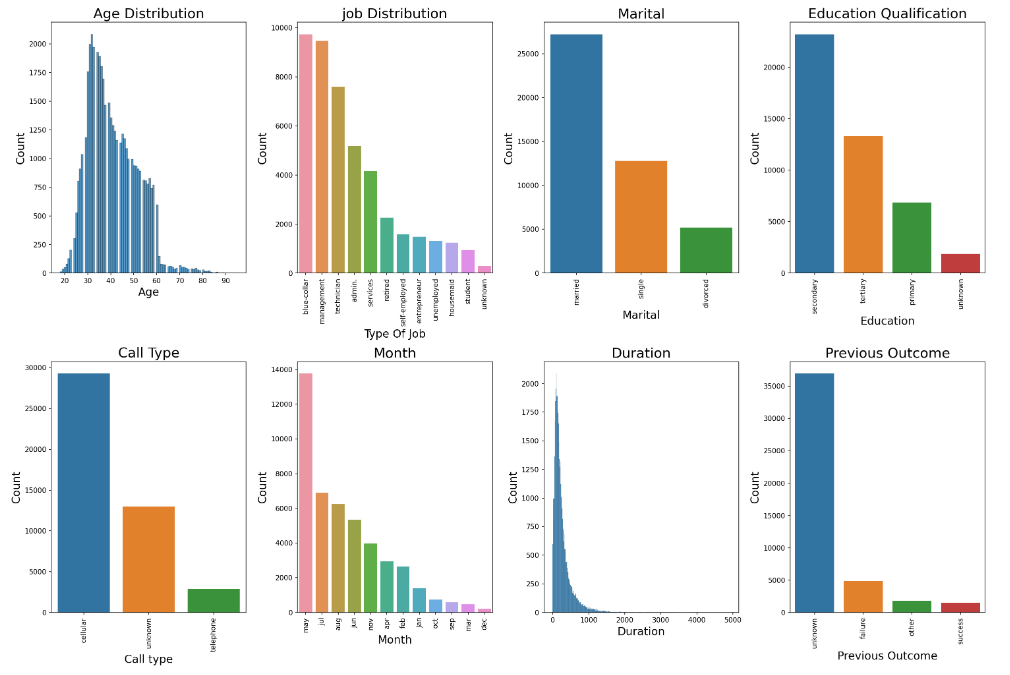 Age Distribution
job Distribution
Marital
Education Qualification
Count
2000
1750
1500
1250
1000
750
500
250
0
20 30 40 50 60 70 80 90
Age
Count
10000
8000
6000
4000
2000
0
blue-collar
management
technician
admin.
services
retired
self-employed
entrepreneur
unemployed
housemaid
student
unknown
Type Of Job
Count
25000
20000
15000
10000
5000
0
married
single
divorced
Marital
Count
20000
15000
10000
5000
0
secondary
tertiary
primary
unknown
Education
Call Type
Month
Duration
Previous Outcome
Count
30000
25000
20000
15000
10000
5000
0
cellular
unknown
telephone
Call type
Count
14000
12000
10000
8000
6000
4000
2000
0
may
jul
aug
jun
nov
apr
feb
jan
oct
sep
mar
dec
Month
Count
2000
1750
1500
1250
1000
750
500
250
0
0 1000 2000 3000 4000 5000
Duration
Count
35000
30000
25000
20000
15000
10000
5000
0
unknown
failure
other
success
Previous Outcome